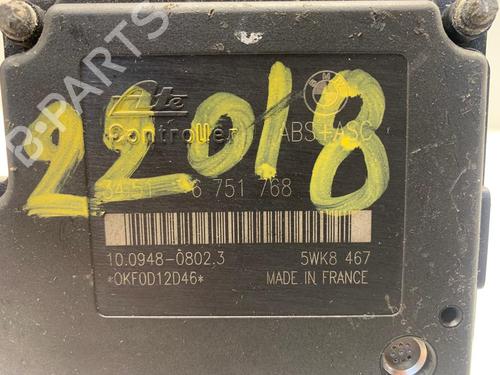 Ate
Controller ABS+ASC
22018
34.51 6 751 768
10.0948-0802.3 5WK8 467
*OKF0D12D46* MADE IN FRANCE
B-PARTS